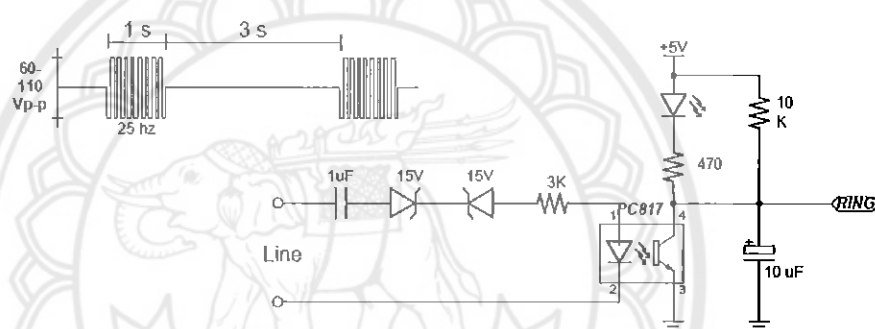 1 s
3 s
60-
110
Vp-p
25 hz
+5V
10
K
470
1uF
15V
15V
3K
PC817
1
4
RING
Line
2
3
+
10 uF